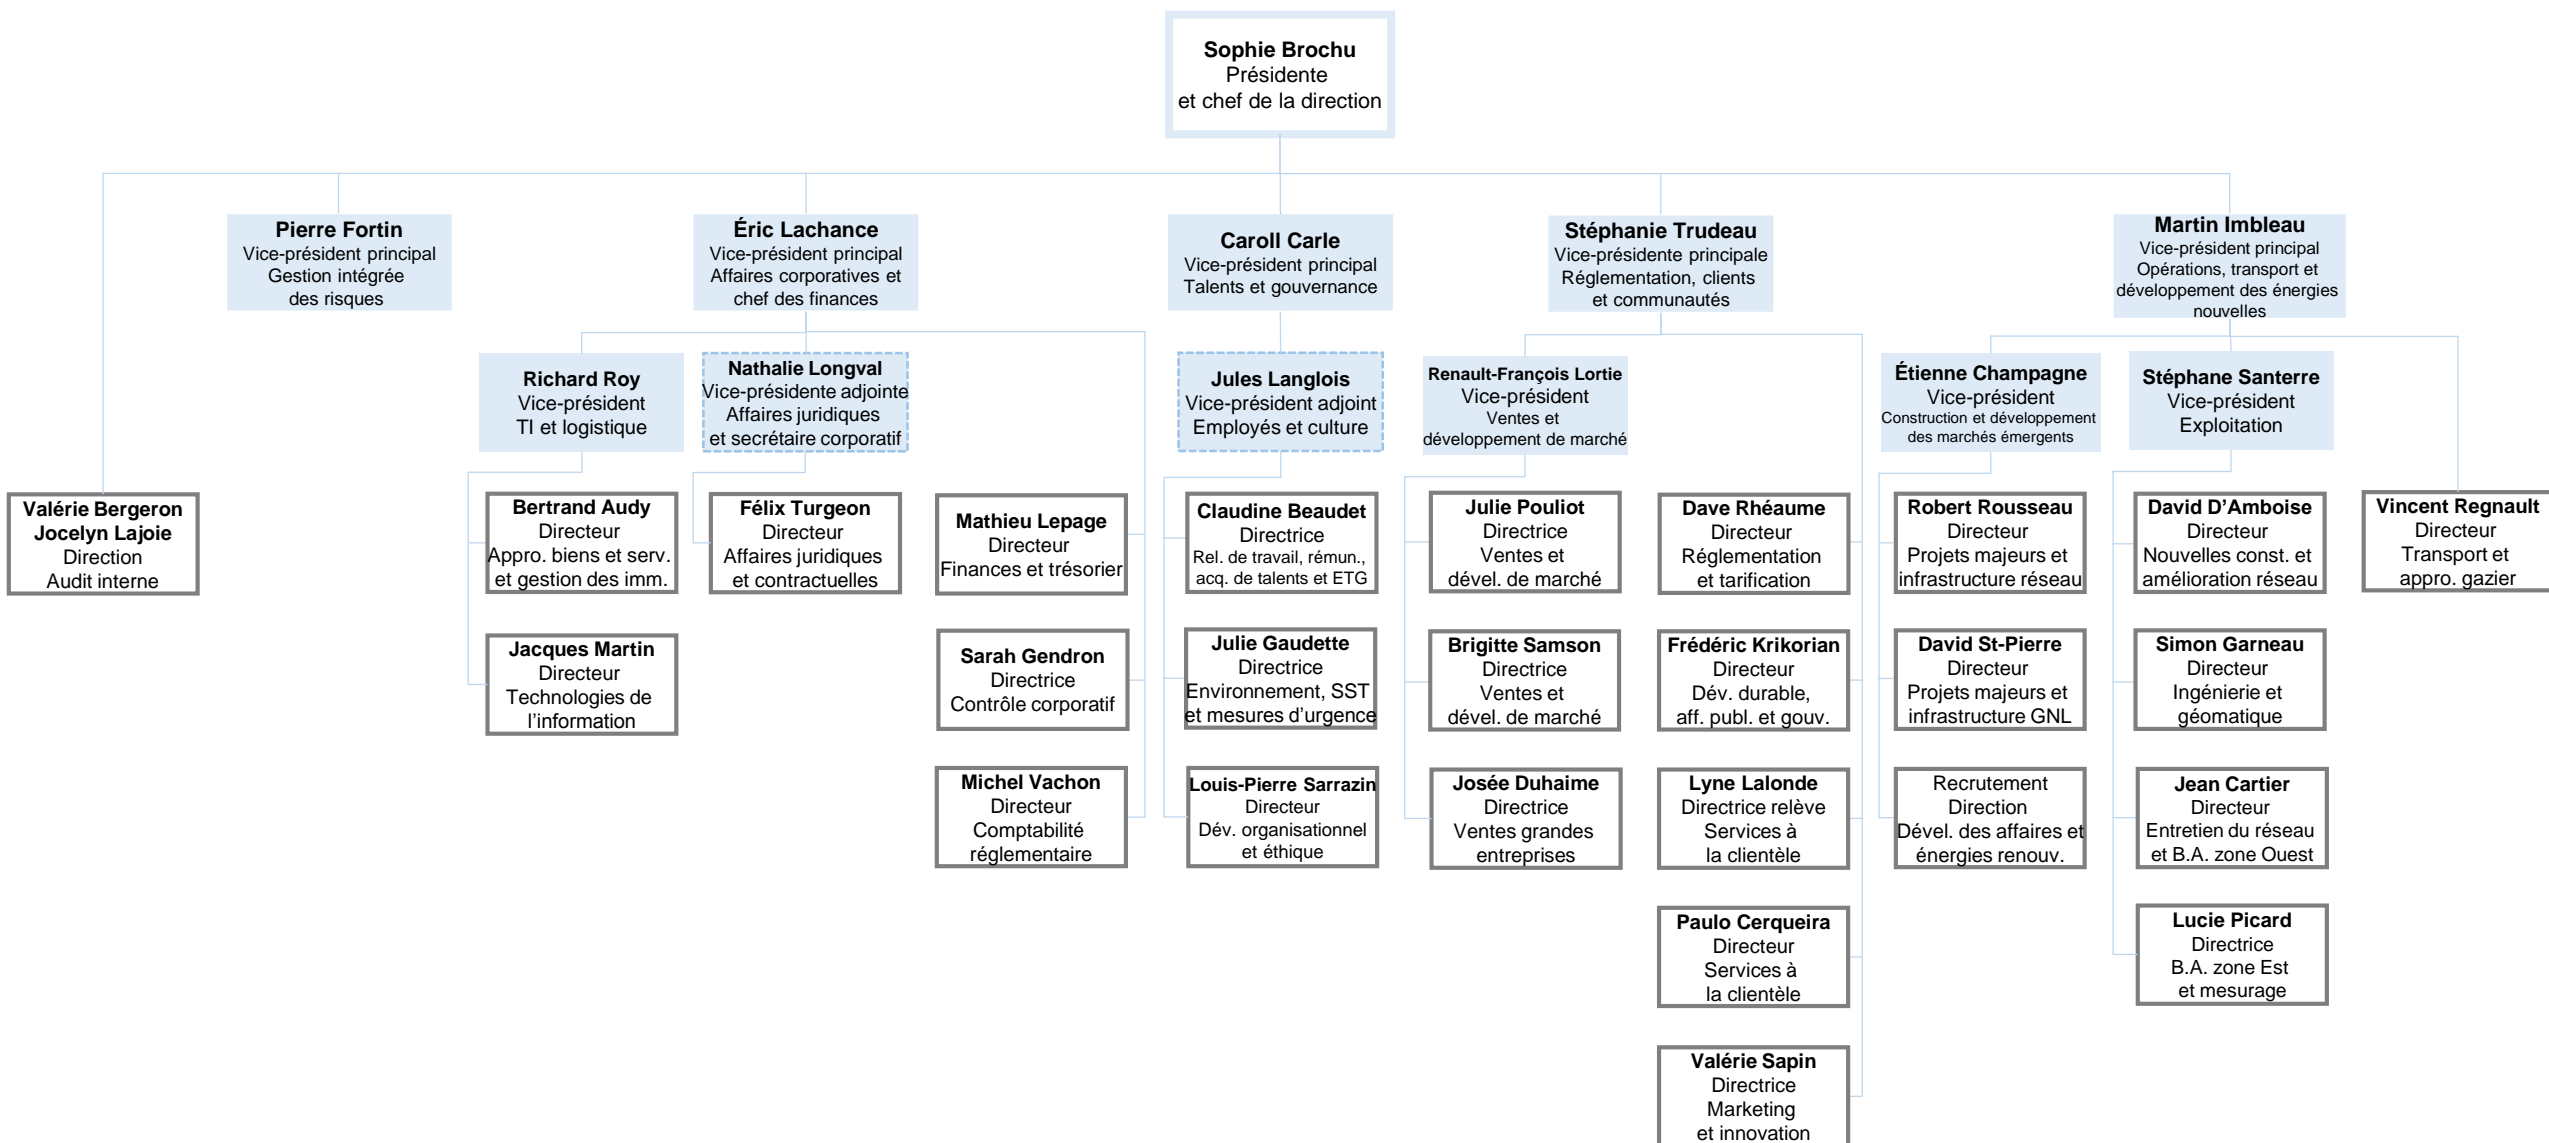 Sophie Brochu
Présidente
et chef de la direction
Pierre Fortin
Vice-président principal
Gestion intégrée
des risques
Éric Lachance
Vice-président principal
Affaires corporatives et
chef des finances
Caroll Carle
Vice-président principal
Talents et gouvernance
Stéphanie Trudeau
Vice-présidente principale
Réglementation, clients
et communautés
Martin Imbleau
Vice-président principal
Opérations, transport et
développement des énergies
nouvelles
Richard Roy
Vice-président
TI et logistique
Nathalie Longval
Vice-présidente adjointe
Affaires juridiques
et secrétaire corporatif
Jules Langlois
Vice-président adjoint
Employés et culture
Renault-François Lortie
Vice-président
Ventes et
développement de marché
Étienne Champagne
Vice-président
Construction et développement
des marchés émergents
Stéphane Santerre
Vice-président
Exploitation
Valérie Bergeron
Jocelyn Lajoie
Direction
Audit interne
Bertrand Audy
Directeur
Appro. biens et serv.
et gestion des imm.
Félix Turgeon
Directeur
Affaires juridiques
et contractuelles
Mathieu Lepage
Directeur
Finances et trésorier
Claudine Beaudet
Directrice
Rel. de travail, rémun.,
acq. de talents et ETG
Julie Pouliot
Directrice
Ventes et
dével. de marché
Dave Rhéaume
Directeur
Réglementation
et tarification
Robert Rousseau
Directeur
Projets majeurs et
infrastructure réseau
David D'Amboise
Directeur
Nouvelles const. et
amélioration réseau
Vincent Regnault
Directeur
Transport et
appro. gazier
Jacques Martin
Directeur
Technologies de
l'information
Sarah Gendron
Directrice
Contrôle corporatif
Julie Gaudette
Directrice
Environnement, SST
et mesures d'urgence
Brigitte Samson
Directrice
Ventes et
dével. de marché
Frédéric Krikorian
Directeur
Dév. durable,
aff. publ. et gouv.
David St-Pierre
Directeur
Projets majeurs et
infrastructure GNL
Simon Garneau
Directeur
Ingénierie et
géomatique
Michel Vachon
Directeur
Comptabilité
réglementaire
Louis-Pierre Sarrazin
Directeur
Dév. organisationnel
et éthique
Josée Duhaime
Directrice
Ventes grandes
entreprises
Lyne Lalonde
Directrice relève
Services à
la clientèle
Recrutement
Direction
Dével. des affaires et
énergies renouv.
Jean Cartier
Directeur
Entretien du réseau
et B.A. zone Ouest
Paulo Cerqueira
Directeur
Services à
la clientèle
Lucie Picard
Directrice
B.A. zone Est
et mesurage
Valérie Sapin
Directrice
Marketing
et innovation